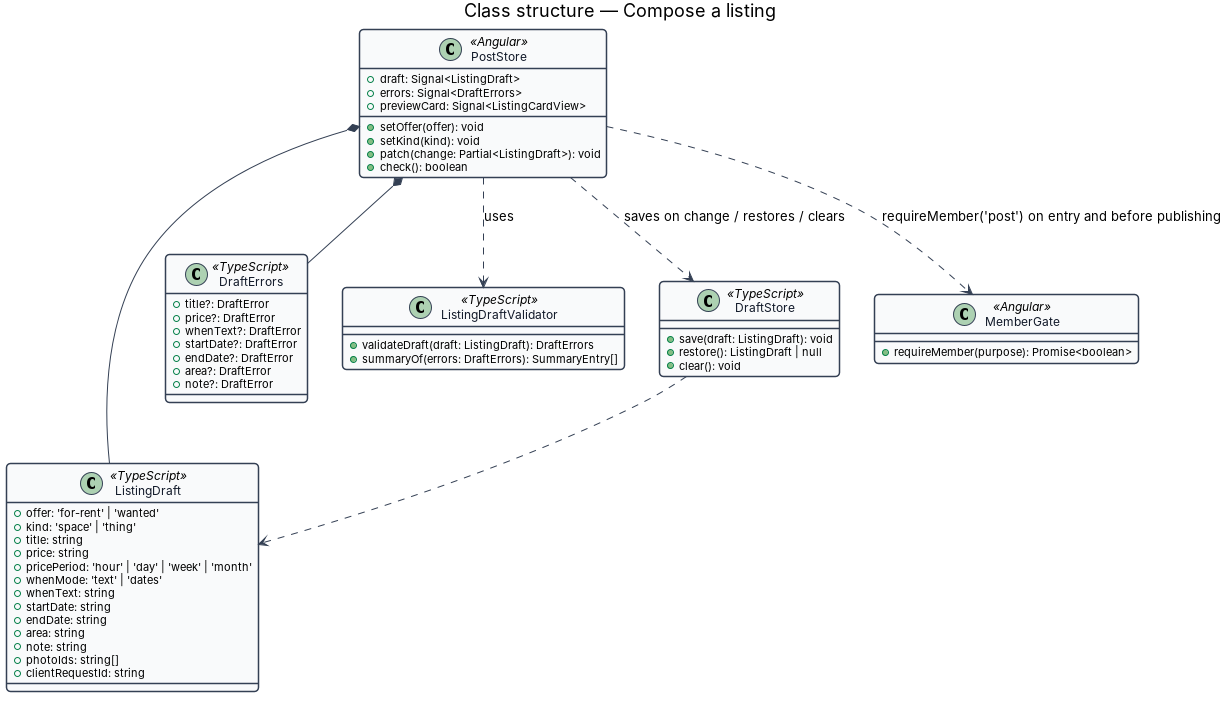 Class structure — Compose a listing
C
«Angular»
PostStore
draft: Signal<ListingDraft>
errors: Signal<DraftErrors>
previewCard: Signal<ListingCardView>
setOffer(offer): void
setKind(kind): void
patch(change: Partial<ListingDraft>): void
check(): boolean
uses
saves on change / restores / clears
requireMember('post') on entry and before publishing
C
«TypeScript»
DraftErrors
title?: DraftError
price?: DraftError
whenText?: DraftError
startDate?: DraftError
endDate?: DraftError
area?: DraftError
note?: DraftError
C
«TypeScript»
ListingDraftValidator
validateDraft(draft: ListingDraft): DraftErrors
summaryOf(errors: DraftErrors): SummaryEntry[]
C
«TypeScript»
DraftStore
save(draft: ListingDraft): void
restore(): ListingDraft | null
clear(): void
C
«Angular»
MemberGate
requireMember(purpose): Promise<boolean>
C
«TypeScript»
ListingDraft
offer: 'for-rent' | 'wanted'
kind: 'space' | 'thing'
title: string
price: string
pricePeriod: 'hour' | 'day' | 'week' | 'month'
whenMode: 'text' | 'dates'
whenText: string
startDate: string
endDate: string
area: string
note: string
photoIds: string[]
clientRequestId: string